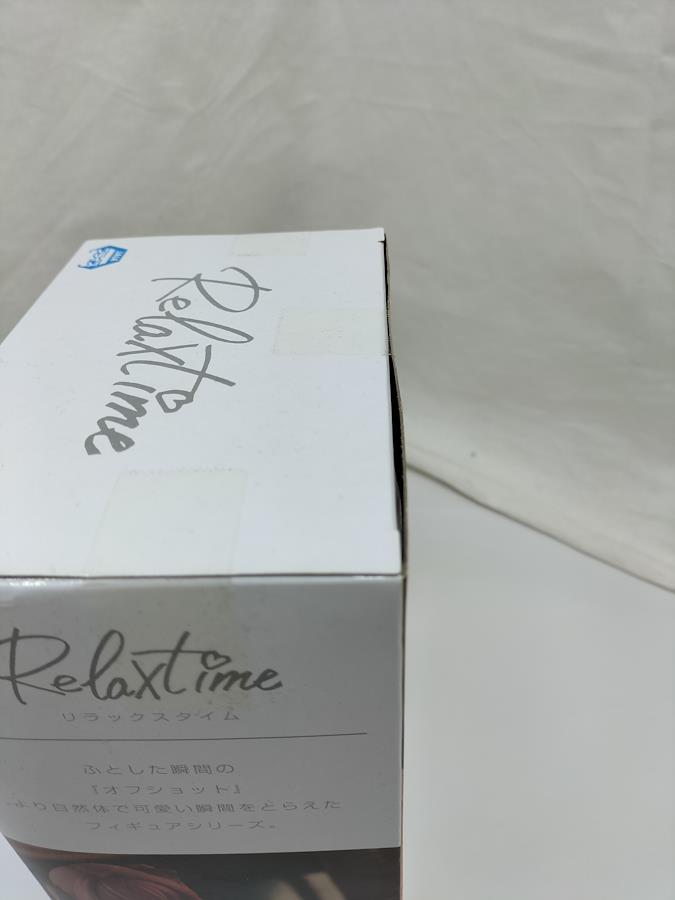 Relaxtime
Relaxtime
リラックスタイム
ふとした瞬間の
『オフショット』
より自然体で可愛い瞬間をとらえた
フィギュアシリーズ。